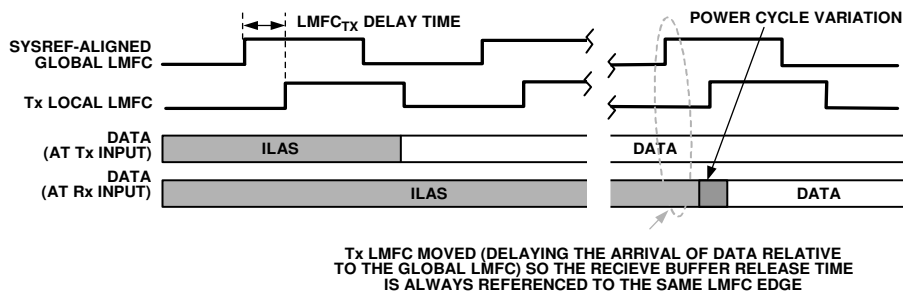 LMFCTX DELAY TIME
POWER CYCLE VARIATION
SYSREF-ALIGNED
GLOBAL LMFC
Tx LOCAL LMFC
DATA
(AT Tx INPUT)
ILAS
DATA
DATA
(AT Rx INPUT)
ILAS
DATA
Tx LMFC MOVED (DELAYING THE ARRIVAL OF DATA RELATIVE
TO THE GLOBAL LMFC) SO THE RECIEVE BUFFER RELEASE TIME
IS ALWAYS REFERENCED TO THE SAME LMFC EDGE